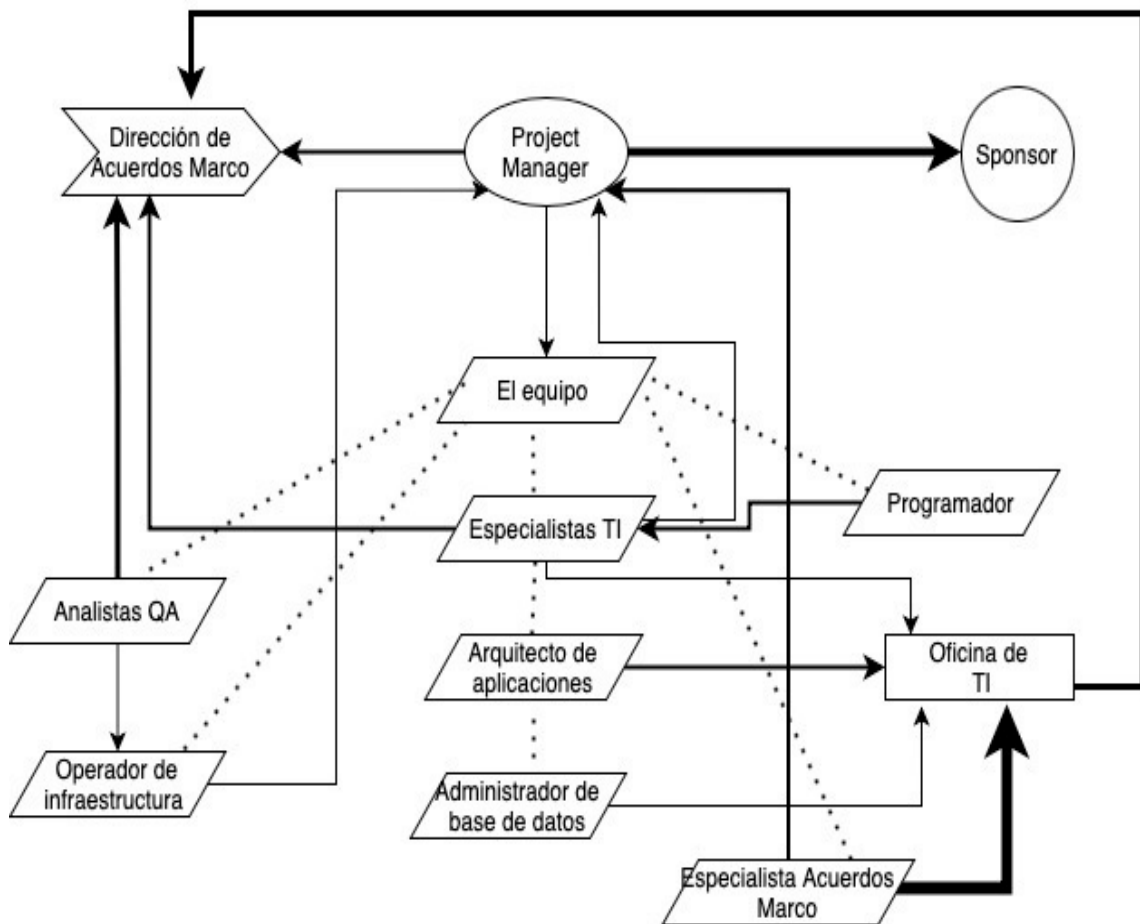 Dirección de
Acuerdos Marco
Project
Manager
Sponsor
El equipo
Programador
Especialistas TI
Analistas QA
Arquitecto de
aplicaciones
Oficina de
TI
Operador de
infraestructura
Administrador de
base de datos
Especialista Acuerdos
Marco